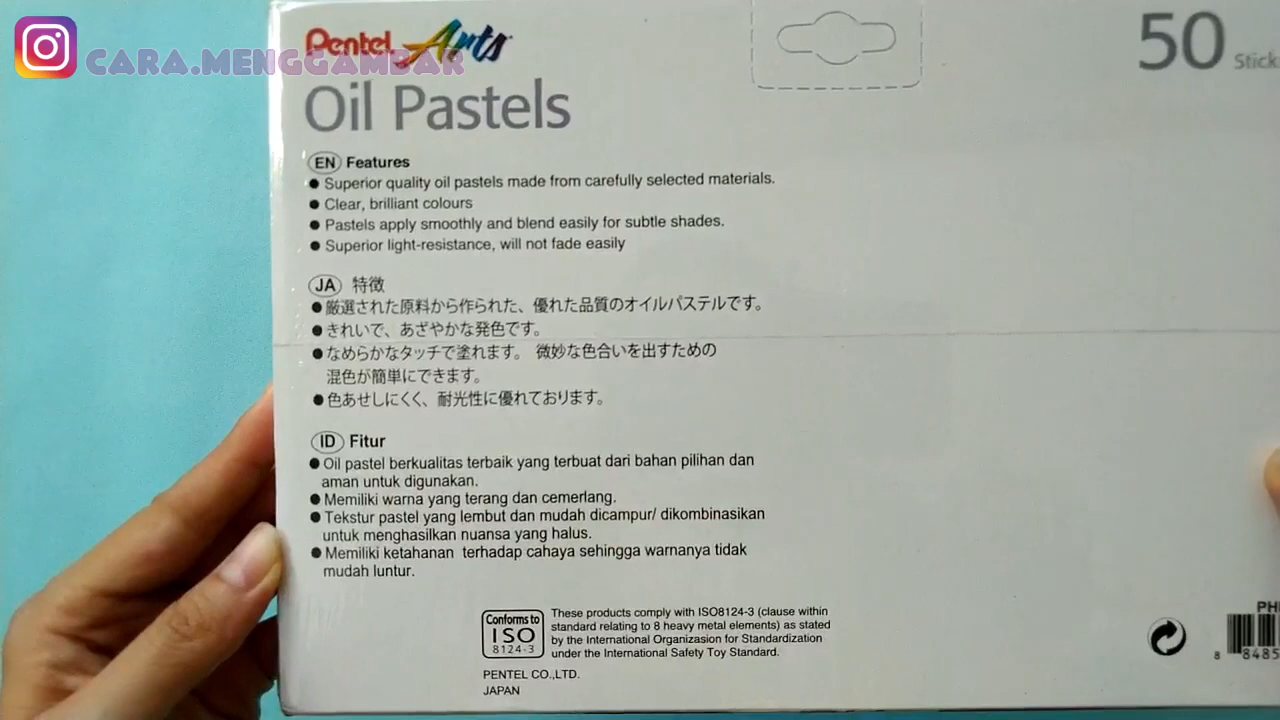 CARA.MENGGAMBAR
Pentel Arts
50 Stick
Oil Pastels
EN Features
● Superior quality oil pastels made from carefully selected materials.
● Clear, brilliant colours
● Pastels apply smoothly and blend easily for subtle shades.
● Superior light-resistance, will not fade easily
JA 特徴
●厳選された原料から作られた、優れた品質のオイルパステルです。
●きれいで、あざやかな発色です。
●なめらかなタッチで塗れます。 微妙な色合いを出すための
混色が簡単にできます。
●色あせしにくく、耐光性に優れております。
ID Fitur
● Oil pastel berkualitas terbaik yang terbuat dari bahan pilihan dan
aman untuk digunakan.
● Memiliki warna yang terang dan cemerlang.
● Tekstur pastel yang lembut dan mudah dicampur/ dikombinasikan
untuk menghasilkan nuansa yang halus.
● Memiliki ketahanan terhadap cahaya sehingga warnanya tidak
mudah luntur.
Conforms to
ISO
8124-3
These products comply with ISO8124-3 (clause within
standard relating to 8 heavy metal elements) as stated
by the International Organizasion for Standardization
under the International Safety Toy Standard.
PENTEL CO.,LTD.
JAPAN
PH
8 8485